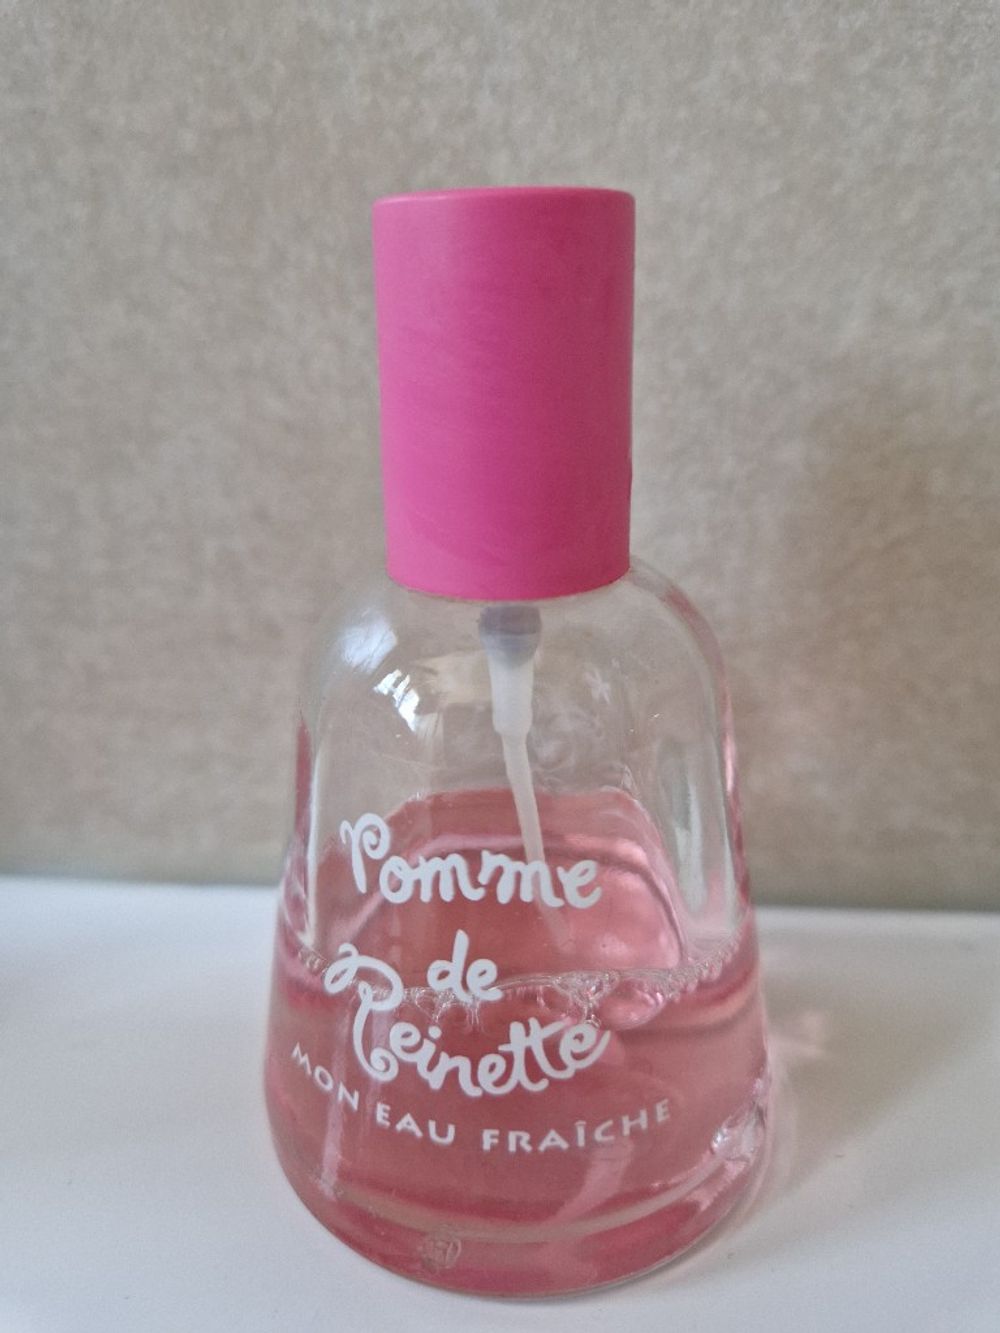 Pomme
de
Reinette
MON EAU FRAÎCHE